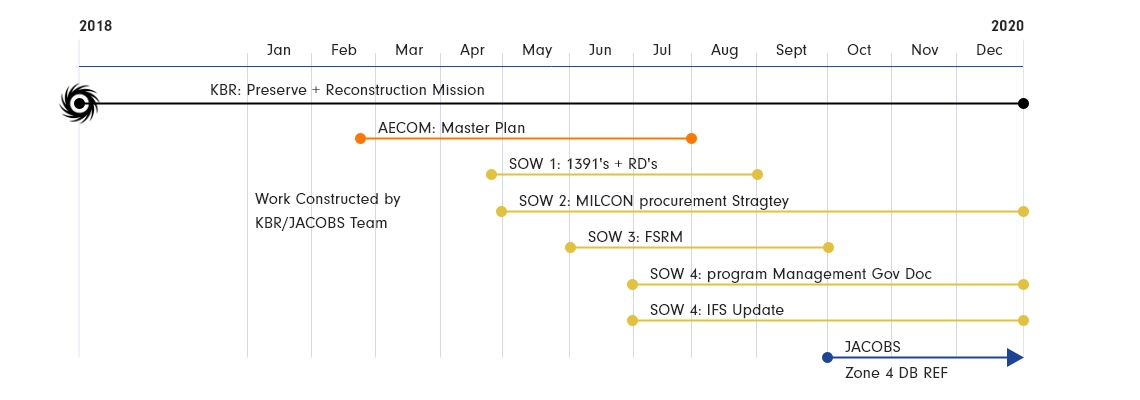 2018
2020
Jan Feb Mar Apr May Jun Jul Aug Sept Oct Nov Dec
KBR: Preserve + Reconstruction Mission
AECOM: Master Plan
SOW 1: 1391's + RD's
Work Constructed by
KBR/JACOBS Team
SOW 2: MILCON procurement Stragtey
SOW 3: FSRM
SOW 4: program Management Gov Doc
SOW 4: IFS Update
JACOBS
Zone 4 DB REF